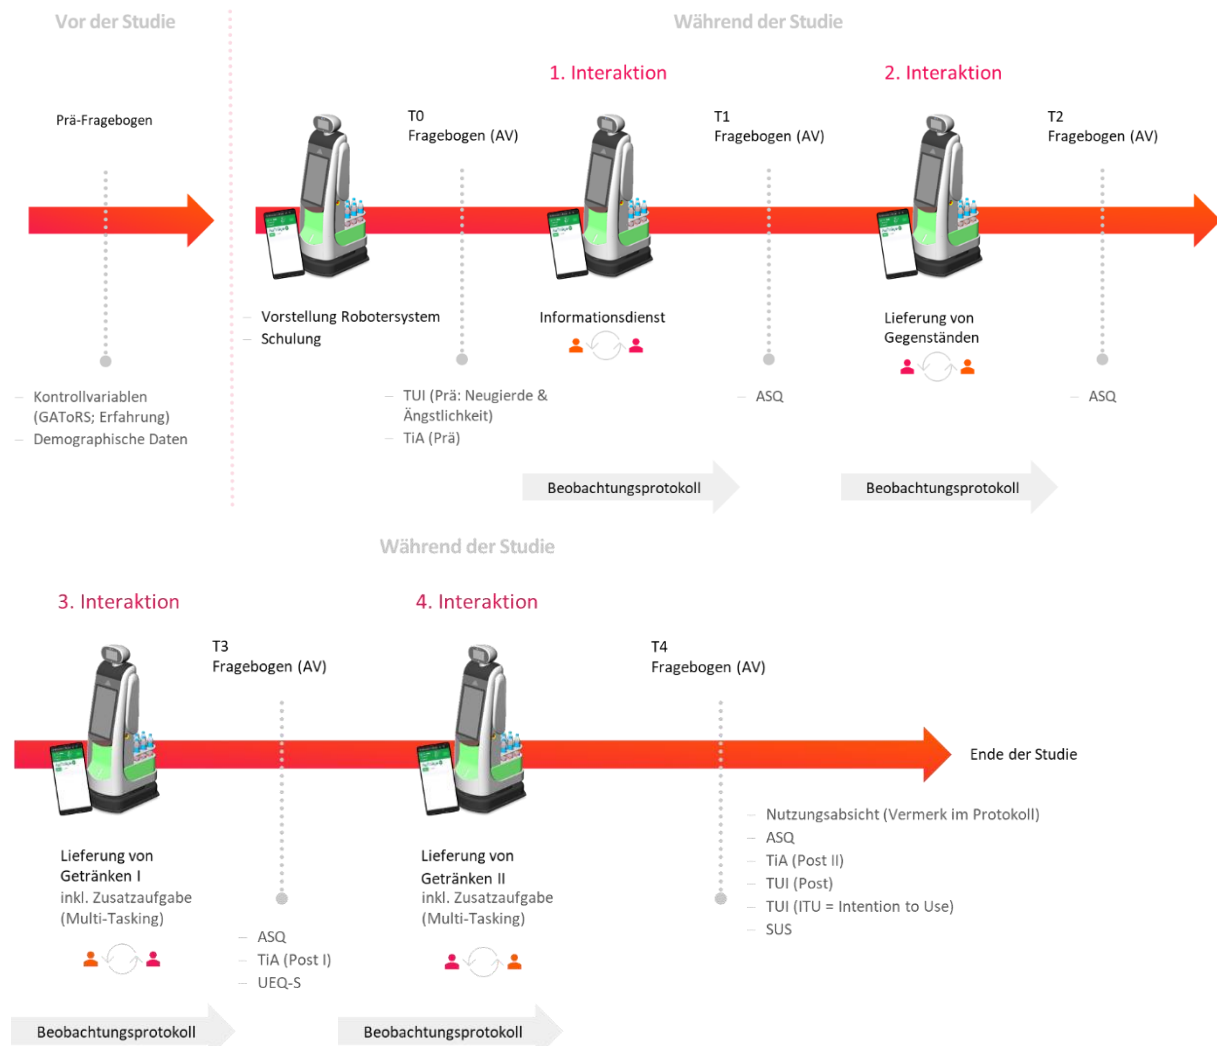 Vor der Studie
Während der Studie
1. Interaktion
2. Interaktion
Prä-Fragebogen
T0
Fragebogen (AV)
T1
Fragebogen (AV)
T2
Fragebogen (AV)
– Vorstellung Robotersystem
– Schulung
Informationsdienst
Lieferung von
Gegenständen
– Kontrollvariablen
(GAToRS; Erfahrung)
– Demographische Daten
– TUI (Prä: Neugierde &
Ängstlichkeit)
– TiA (Prä)
– ASQ
– ASQ
Beobachtungsprotokoll
Beobachtungsprotokoll
Während der Studie
3. Interaktion
4. Interaktion
T3
Fragebogen (AV)
T4
Fragebogen (AV)
Ende der Studie
Lieferung von
Getränken I
inkl. Zusatzaufgabe
(Multi-Tasking)
Lieferung von
Getränken II
inkl. Zusatzaufgabe
(Multi-Tasking)
– ASQ
– TiA (Post I)
– UEQ-S
– Nutzungsabsicht (Vermerk im Protokoll)
– ASQ
– TiA (Post II)
– TUI (Post)
– TUI (ITU = Intention to Use)
– SUS
Beobachtungsprotokoll
Beobachtungsprotokoll